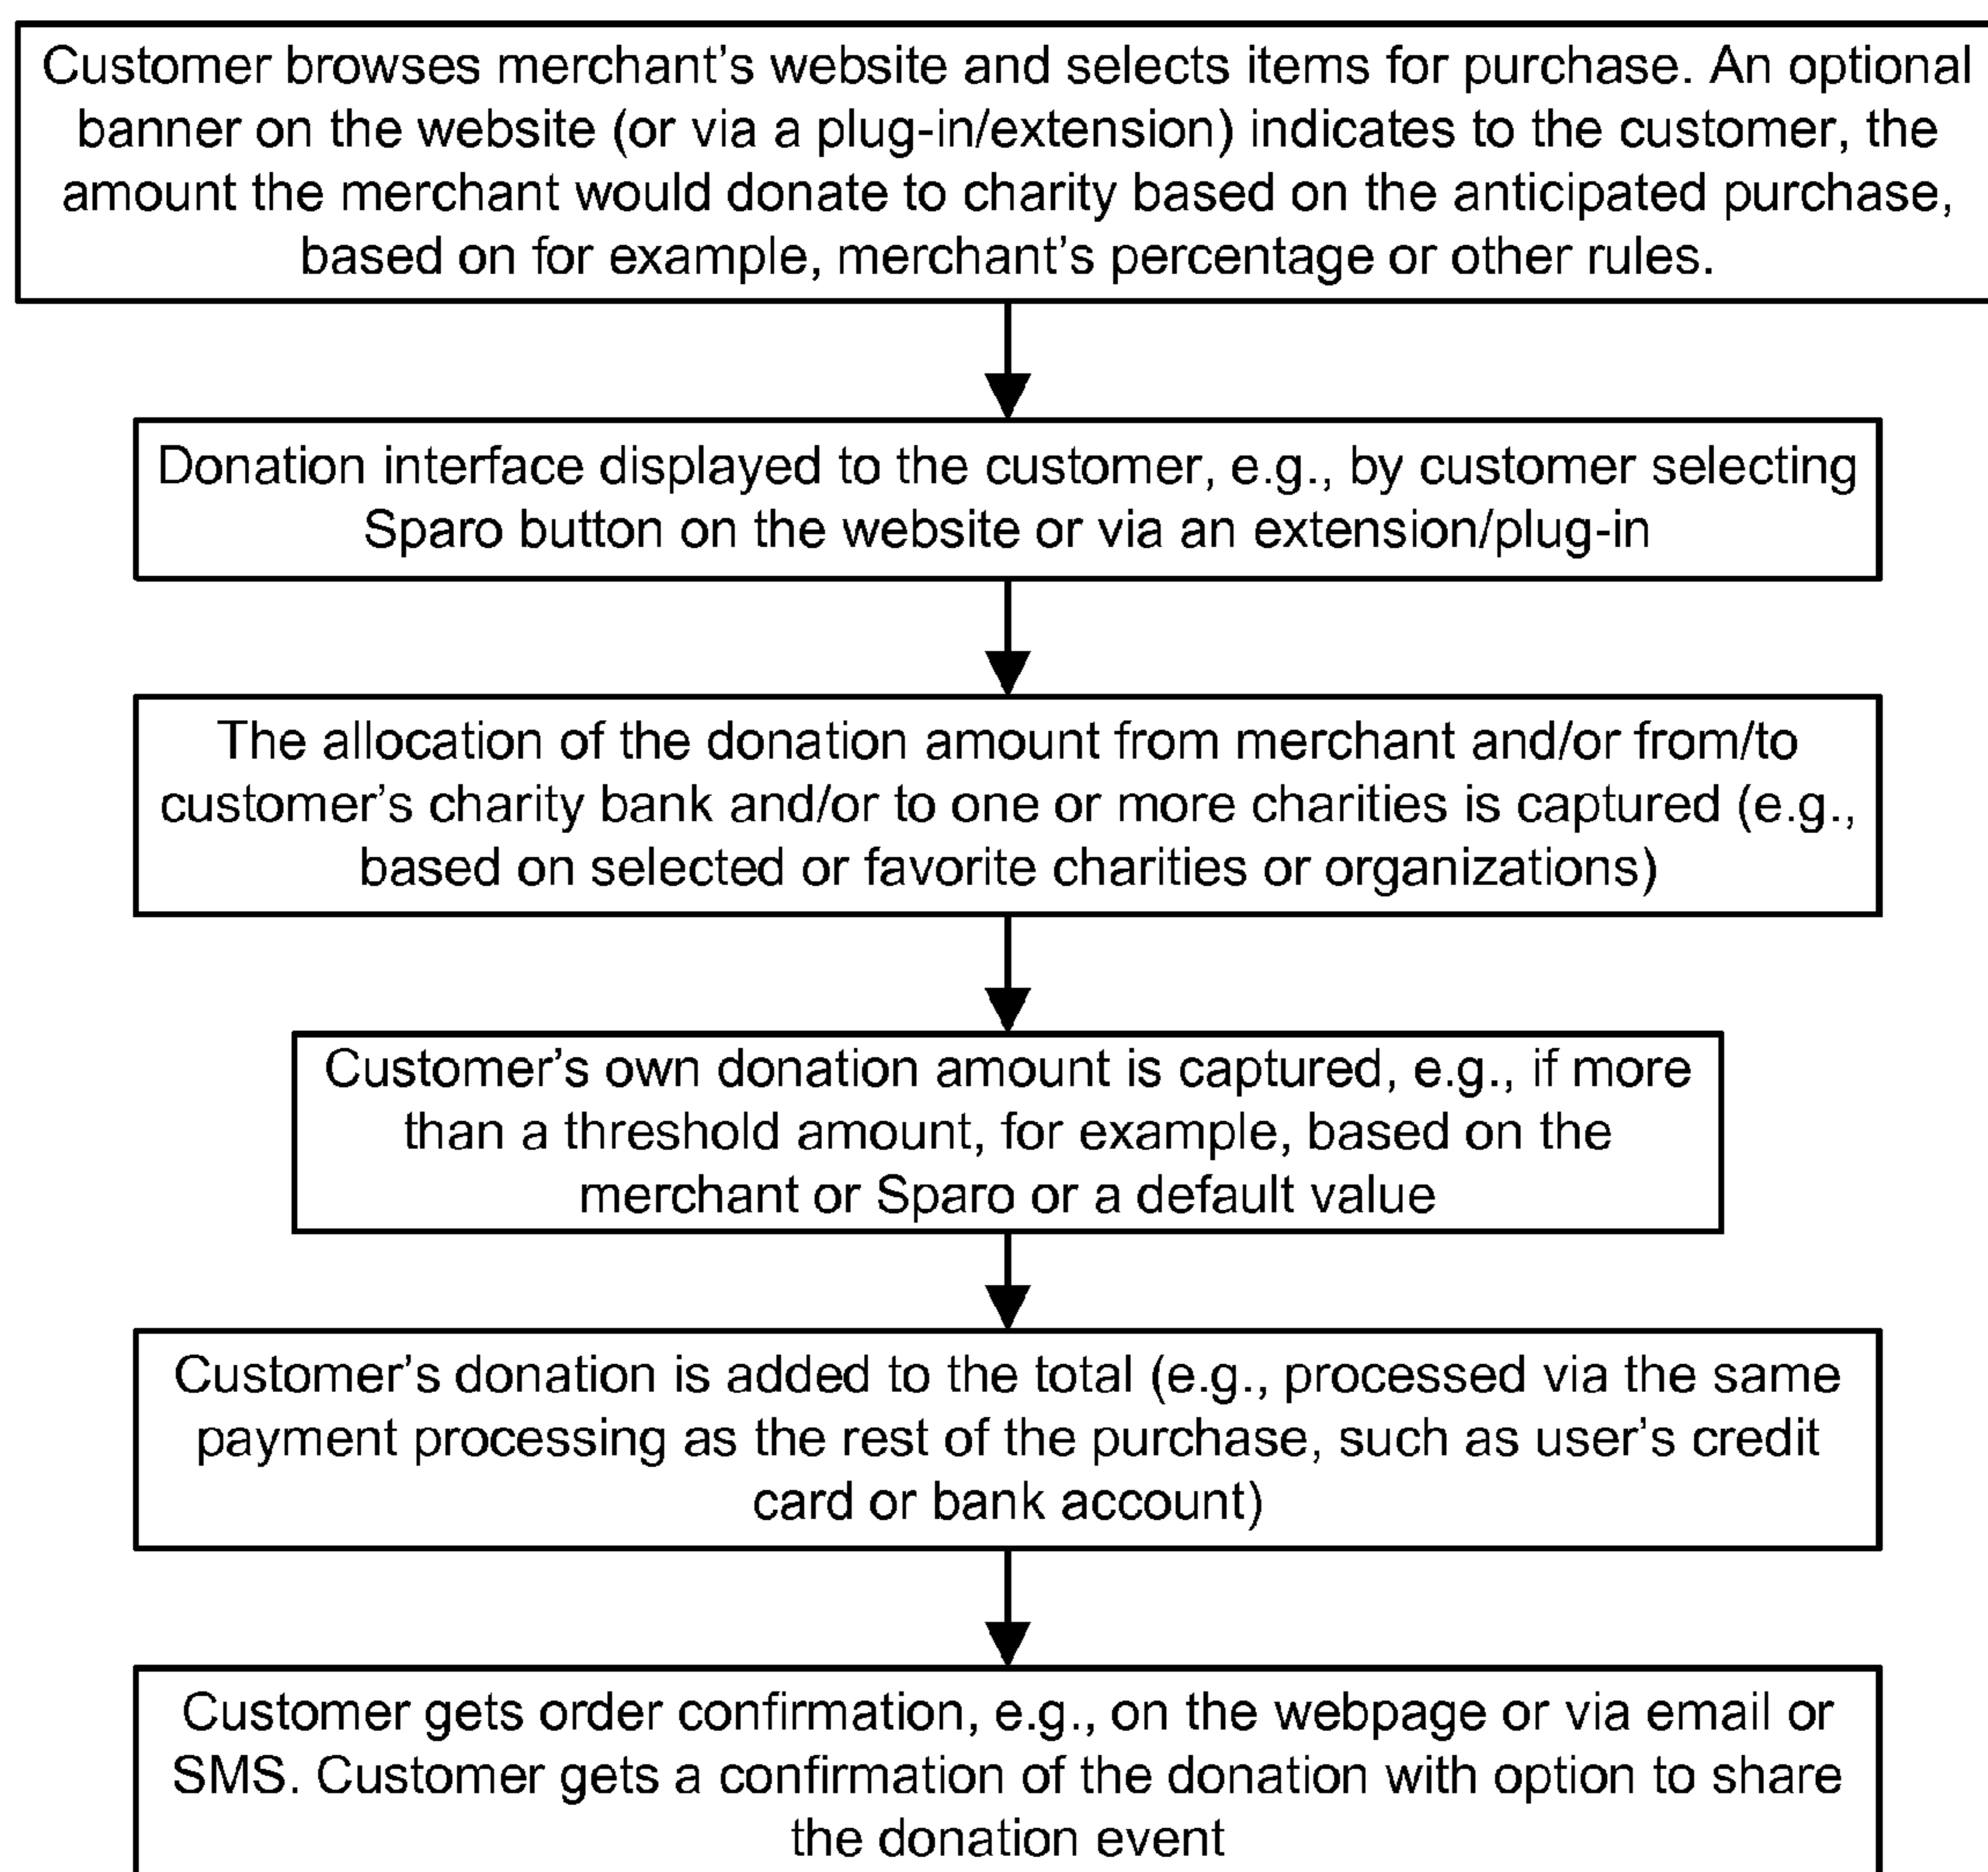 Customer browses merchant’s website and selects items for purchase. An optional
banner on the website (or via a plug-in/extension) indicates to the customer, the
amount the merchant would donate to charity based on the anticipated purchase,
based on for example, merchant’s percentage or other rules.
Donation interface displayed to the customer, e.g., by customer selecting
Sparo button on the website or via an extension/plug-in
The allocation of the donation amount from merchant and/or from/to
customer’s charity bank and/or to one or more charities is captured (e.g.,
based on selected or favorite charities or organizations)
Customer’s own donation amount is captured, e.g., if more
than a threshold amount, for example, based on the
merchant or Sparo or a default value
Customer’s donation is added to the total (e.g., processed via the same
payment processing as the rest of the purchase, such as user’s credit
card or bank account)
Customer gets order confirmation, e.g., on the webpage or via email or
SMS. Customer gets a confirmation of the donation with option to share
the donation event